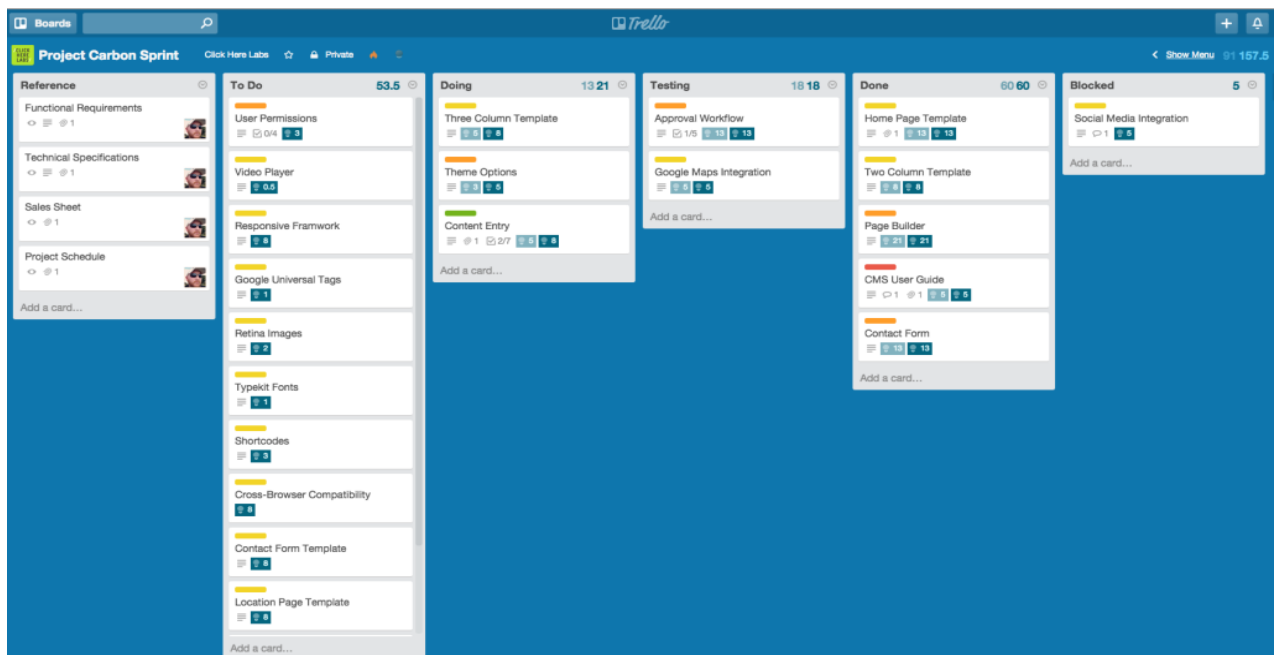 Boards
Trello
CLICK HERE LABS
Project Carbon Sprint Click Here Labs Private
Show Menu 91 157.5
Reference
Functional Requirements
1
Technical Specifications
1
Sales Sheet
1
Project Schedule
1
Add a card...
To Do 53.5
User Permissions
0/4 3
Video Player
0.5
Responsive Framwork
8
Google Universal Tags
1
Retina Images
2
Typekit Fonts
1
Shortcodes
3
Cross-Browser Compatibility
8
Contact Form Template
8
Location Page Template
8
Add a card...
Doing 13 21
Three Column Template
5 8
Theme Options
3 5
Content Entry
1 2/7 5 8
Add a card...
Testing 18 18
Approval Workflow
1/5 13 13
Google Maps Integration
5 5
Add a card...
Done 60 60
Home Page Template
1 13 13
Two Column Template
8 8
Page Builder
21 21
CMS User Guide
1 1 5 5
Contact Form
13 13
Add a card...
Blocked 5
Social Media Integration
1 5
Add a card...